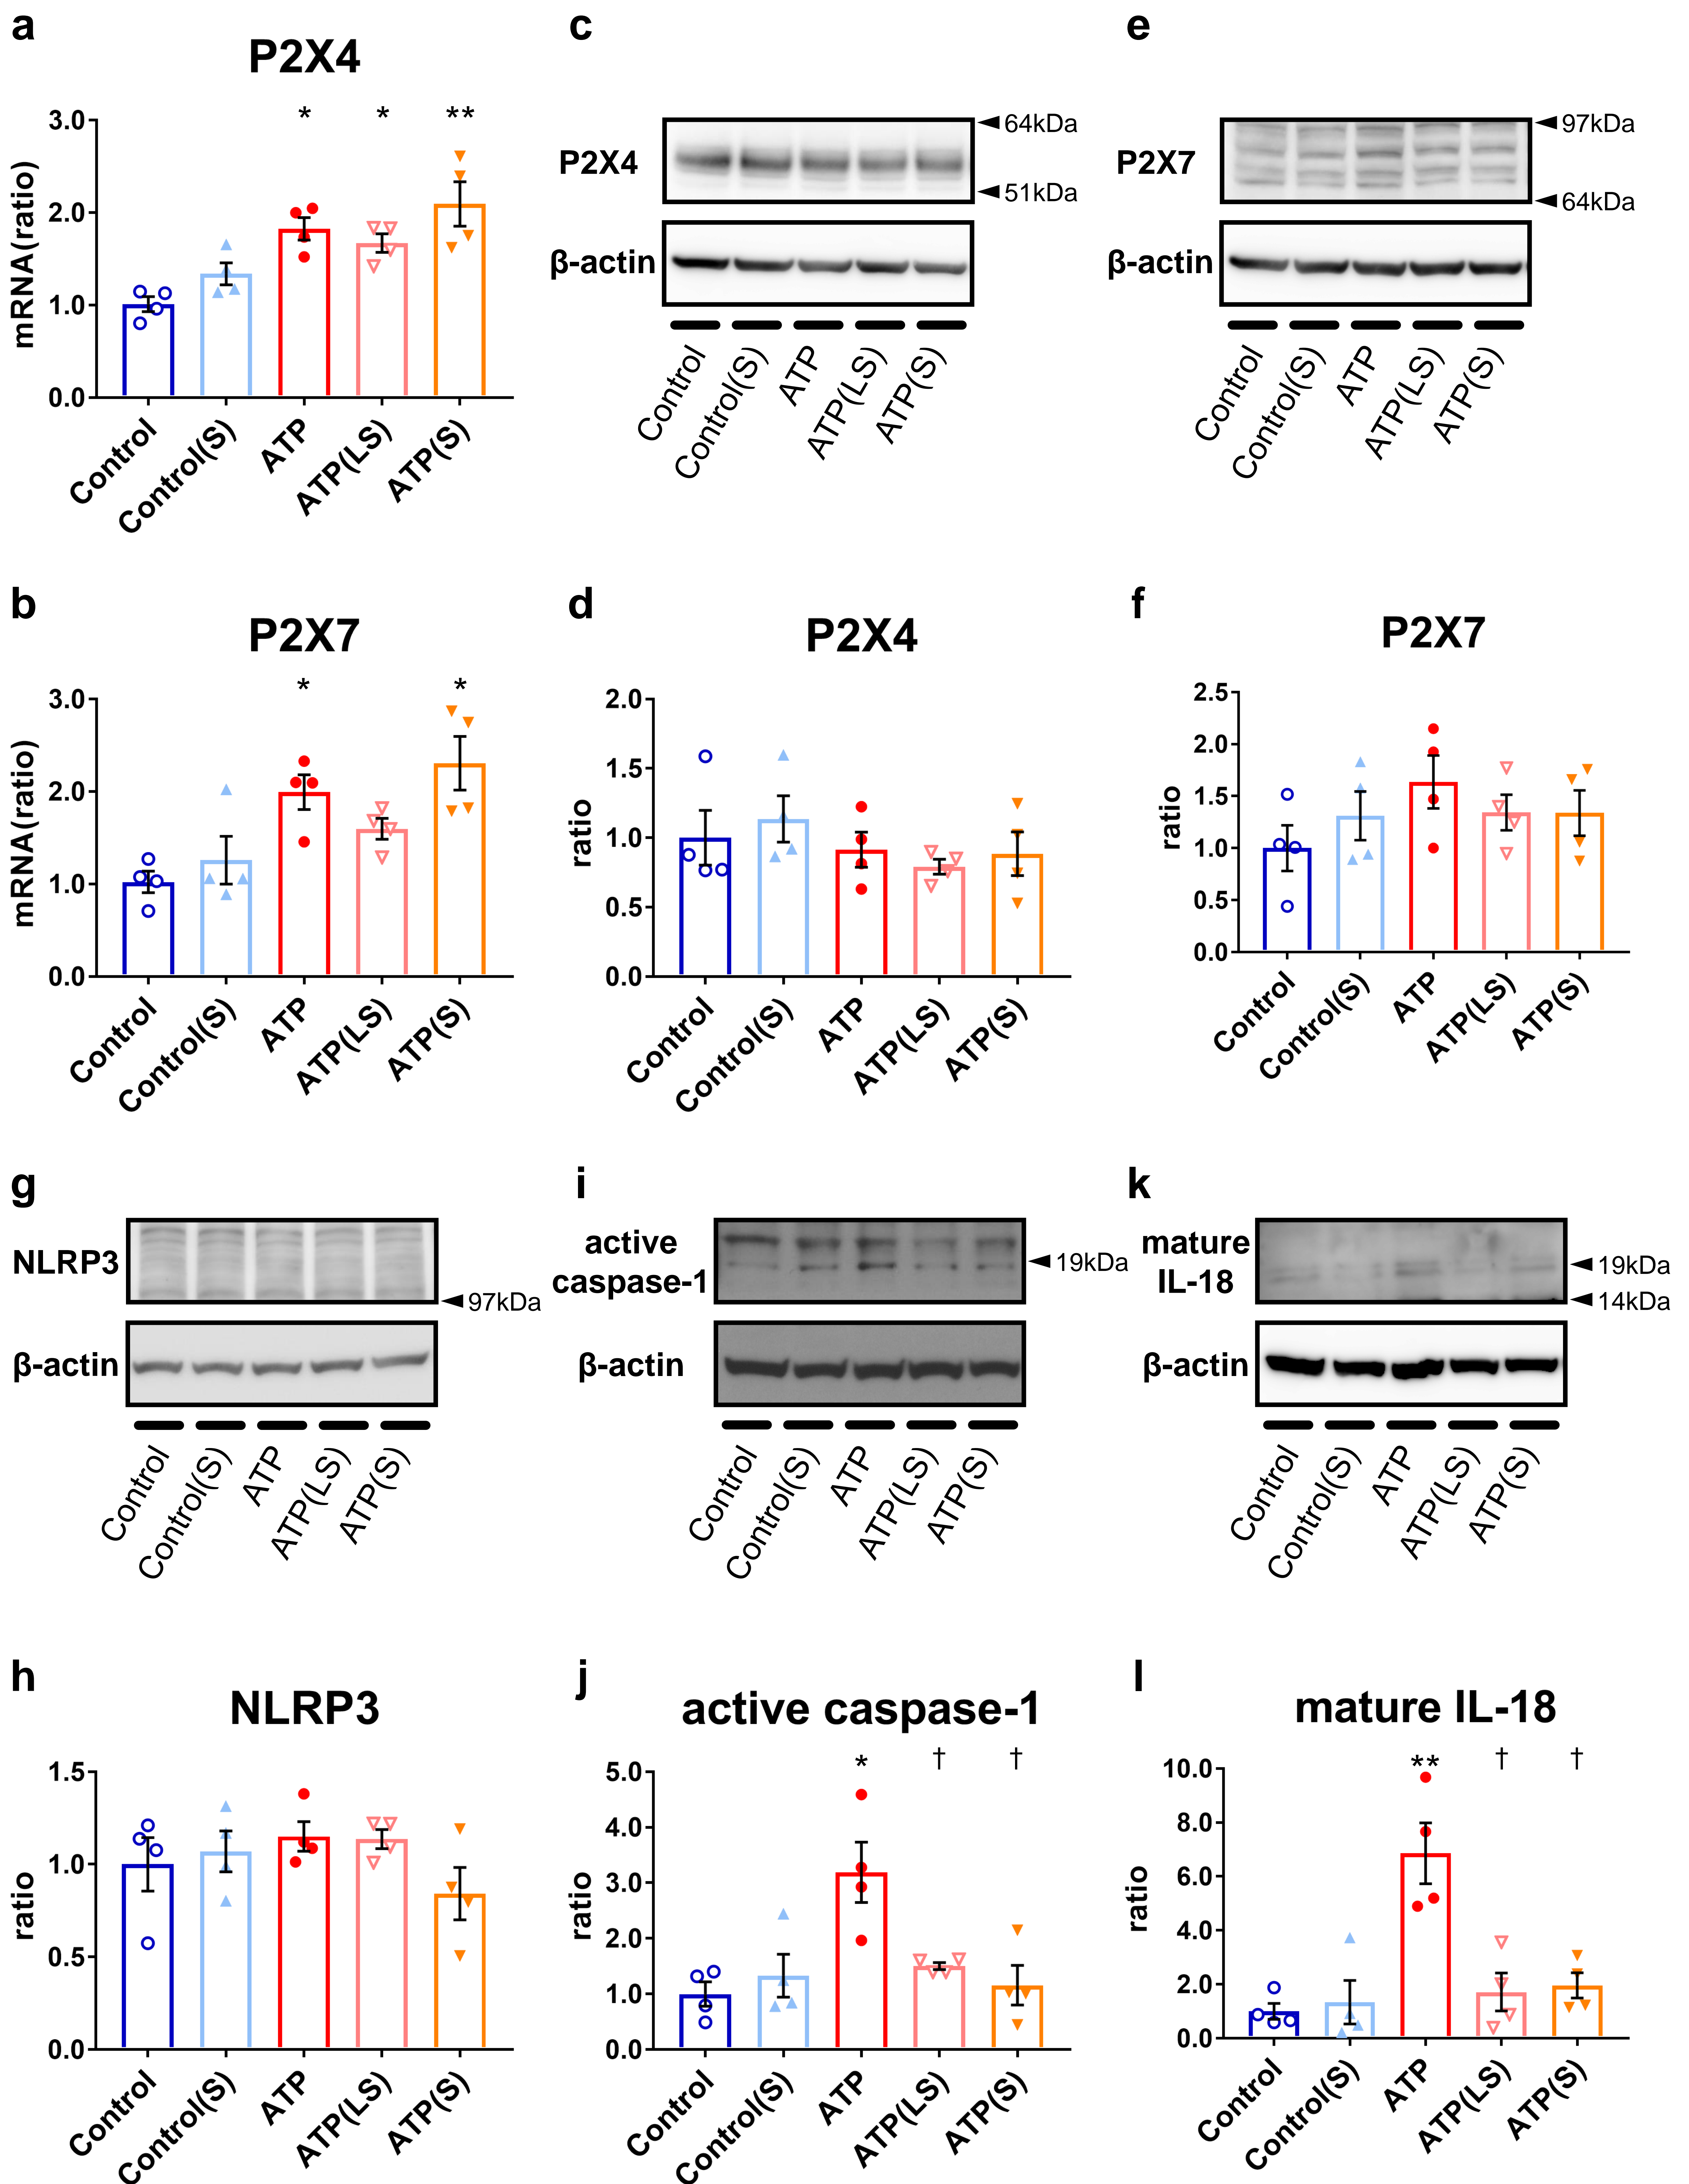 a
P2X4
mRNA(ratio)
3.0
2.0
1.0
0.0
* * **
Control
Control(S)
ATP
ATP(LS)
ATP(S)
c
P2X4
64kDa
51kDa
β-actin
Control
Control(S)
ATP
ATP(LS)
ATP(S)
e
P2X7
97kDa
64kDa
β-actin
Control
Control(S)
ATP
ATP(LS)
ATP(S)
b
P2X7
mRNA(ratio)
3.0
2.0
1.0
0.0
* *
Control
Control(S)
ATP
ATP(LS)
ATP(S)
d
P2X4
ratio
2.0
1.5
1.0
0.5
0.0
Control
Control(S)
ATP
ATP(LS)
ATP(S)
f
P2X7
ratio
2.5
2.0
1.5
1.0
0.5
0.0
Control
Control(S)
ATP
ATP(LS)
ATP(S)
g
NLRP3
97kDa
β-actin
Control
Control(S)
ATP
ATP(LS)
ATP(S)
i
active
caspase-1
19kDa
β-actin
Control
Control(S)
ATP
ATP(LS)
ATP(S)
k
mature
IL-18
19kDa
14kDa
β-actin
Control
Control(S)
ATP
ATP(LS)
ATP(S)
h
NLRP3
ratio
1.5
1.0
0.5
0.0
Control
Control(S)
ATP
ATP(LS)
ATP(S)
j
active caspase-1
ratio
5.0
4.0
3.0
2.0
1.0
0.0
* † †
Control
Control(S)
ATP
ATP(LS)
ATP(S)
l
mature IL-18
ratio
10.0
8.0
6.0
4.0
2.0
0.0
** † †
Control
Control(S)
ATP
ATP(LS)
ATP(S)